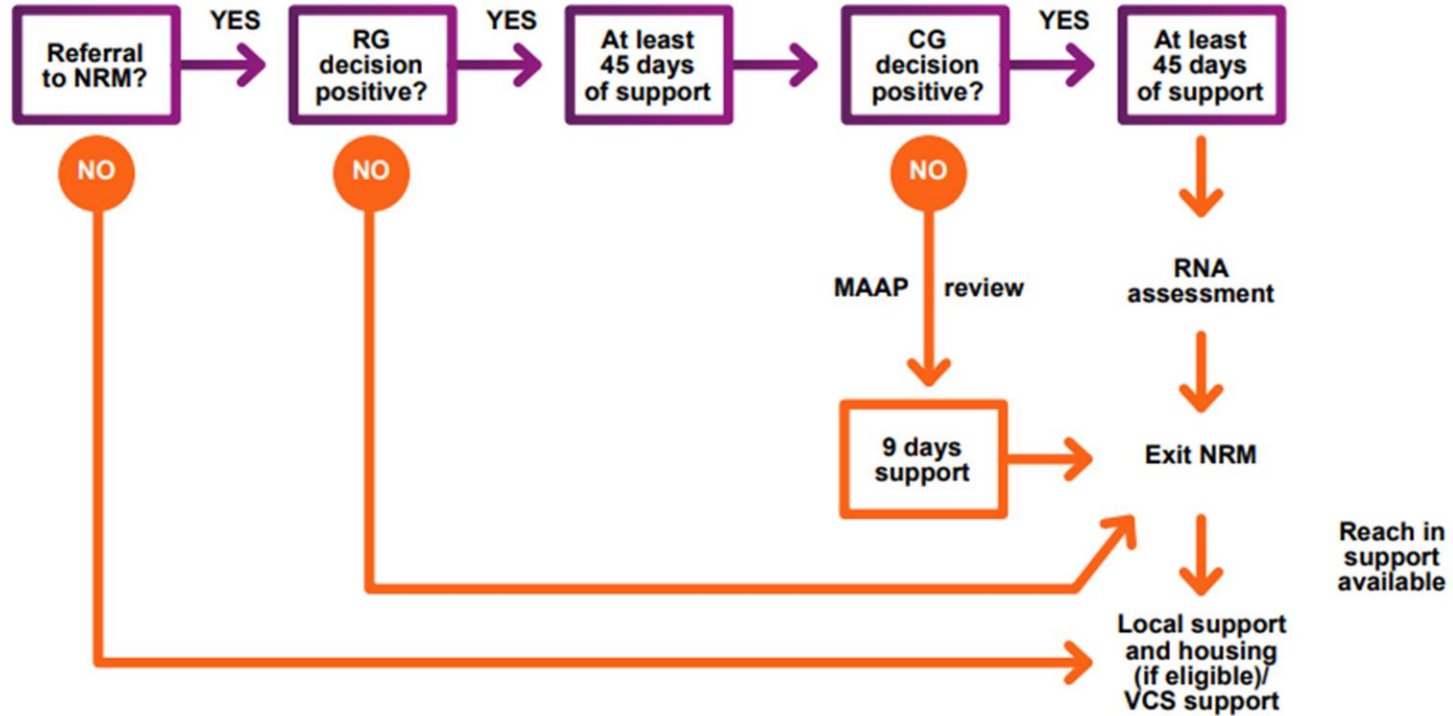 YES
YES
YES
Referral
to NRM?
RG
decision
positive?
At least
45 days
of support
CG
decision
positive?
At least
45 days
of support
NO
NO
NO
MAAP review
RNA
assessment
9 days
support
Exit NRM
Reach in
support
available
Local support
and housing
(if eligible)/
VCS support